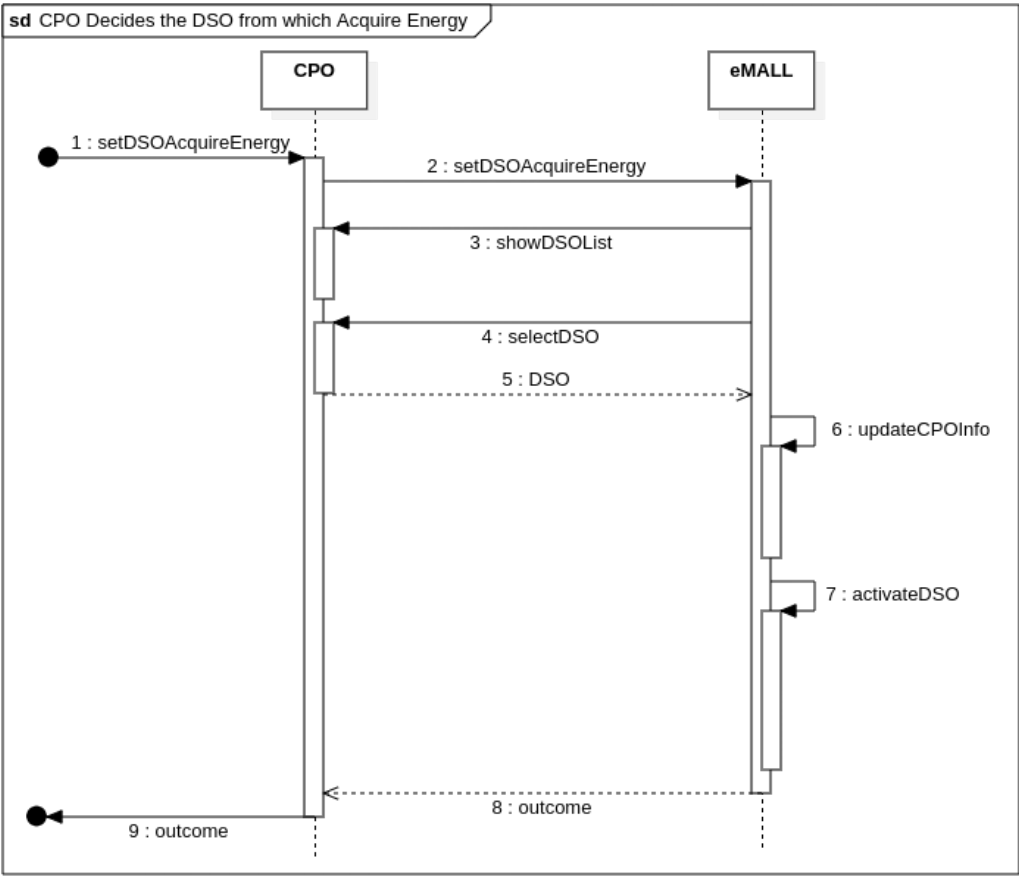 sd CPO Decides the DSO from which Acquire Energy
CPO
eMALL
1 : setDSOAcquireEnergy
2 : setDSOAcquireEnergy
3 : showDSOList
4 : selectDSO
5 : DSO
6 : updateCPOInfo
7 : activateDSO
8 : outcome
9 : outcome